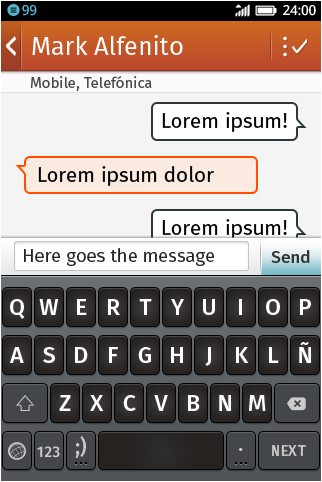 99 24:00
Mark Alfenito
Mobile, Telefónica
Lorem ipsum!
Lorem ipsum dolor
Lorem ipsum!
Here goes the message Send
Q W E R T Y U I O P
A S D F G H J K L Ñ
Z X C V B N M
123 ;) ... . ... NEXT